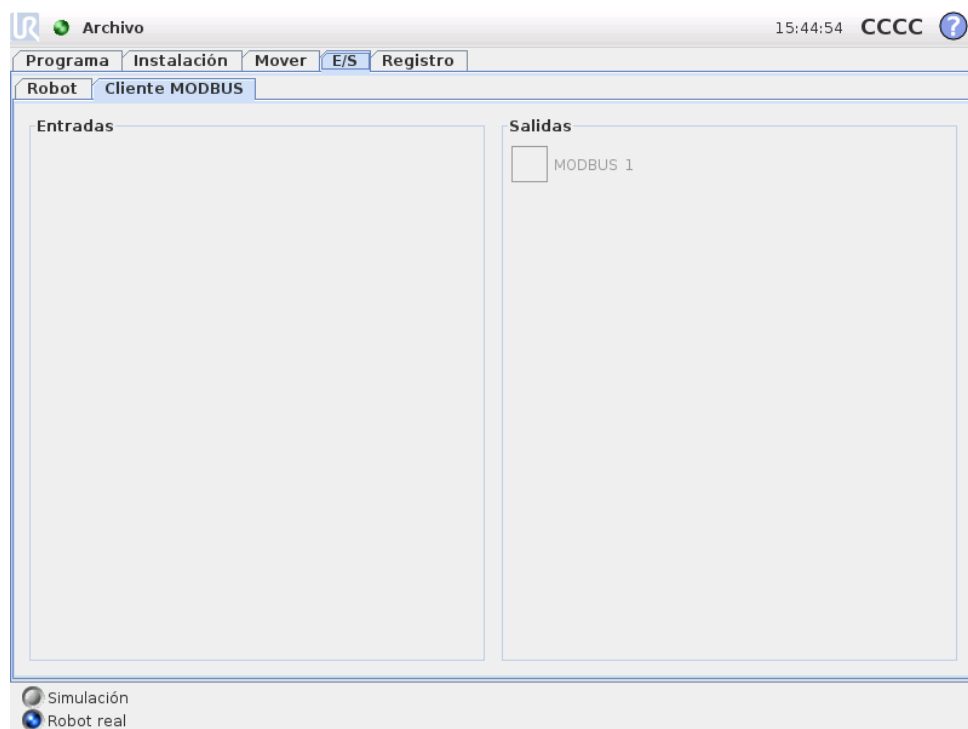 UR Archivo 15:44:54 CCCC ?
Programa Instalación Mover E/S Registro
Robot Cliente MODBUS
Entradas Salidas
MODBUS 1
Simulación
Robot real